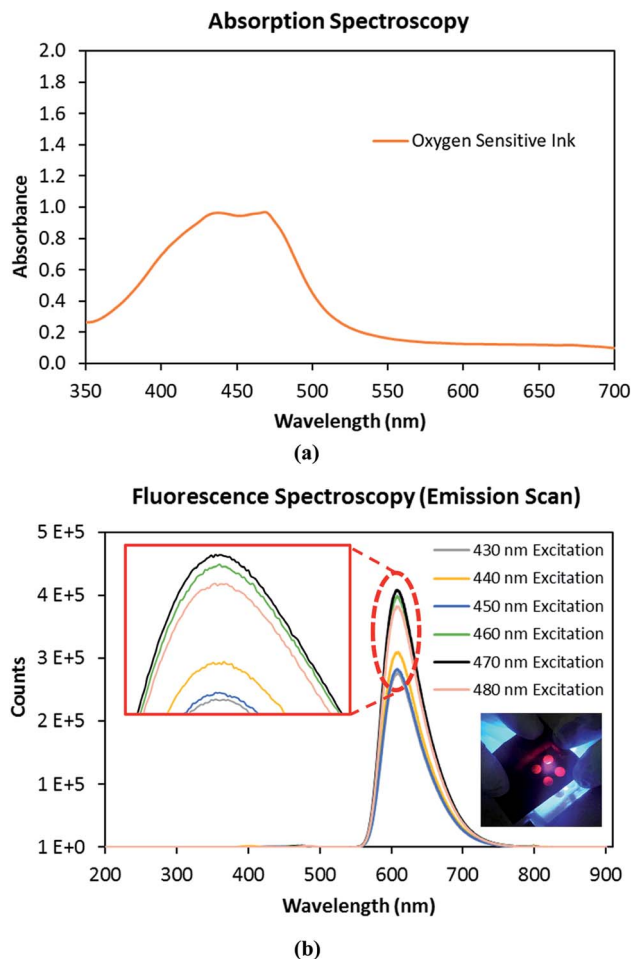 Absorption Spectroscopy
2.0
1.8
1.6
1.4
1.2
1.0
0.8
0.6
0.4
0.2
0.0
Absorbance
Oxygen Sensitive Ink
350 400 450 500 550 600 650 700
Wavelength (nm)
(a)
Fluorescence Spectroscopy (Emission Scan)
5 E+5
4 E+5
3 E+5
2 E+5
1 E+5
1 E+0
Counts
430 nm Excitation
440 nm Excitation
450 nm Excitation
460 nm Excitation
470 nm Excitation
480 nm Excitation
200 300 400 500 600 700 800 900
Wavelength (nm)
(b)